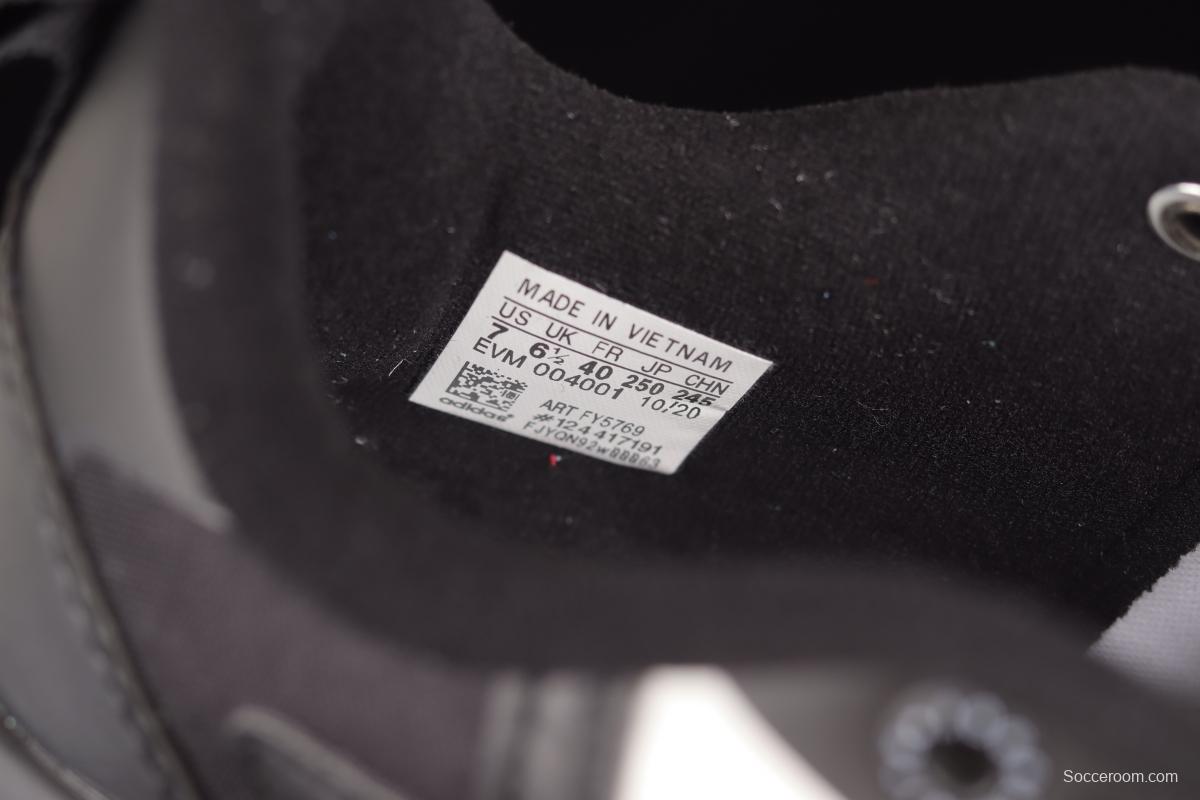 MADE IN VIETNAM
US UK FR JP CHN
7 6½ 40 250 245
EVM 004001 10/20
adidas
ART FY5769
#124417191
Socceroom.com